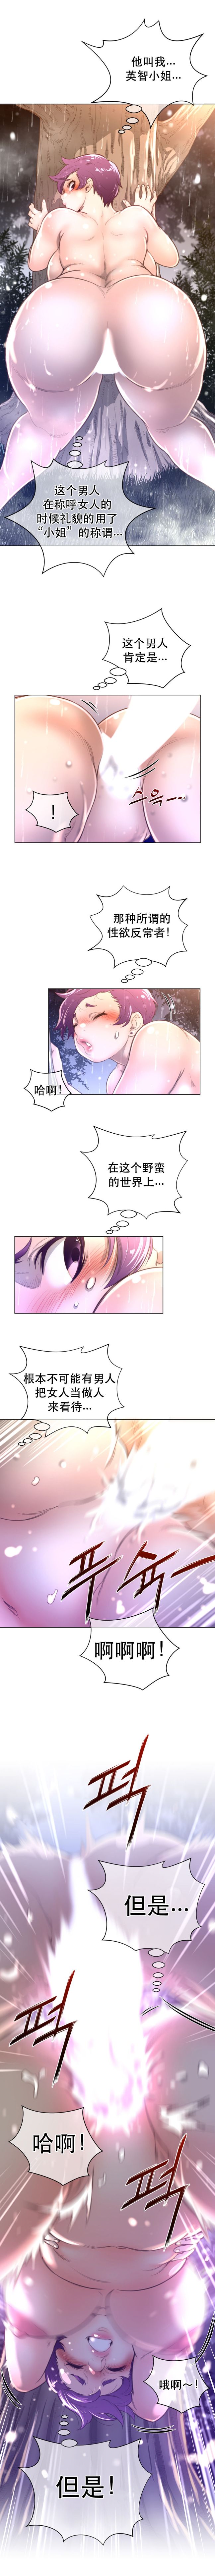 他叫我...
英智小姐...
这个男人
在称呼女人的
时候礼貌的用了
“小姐”的称谓...
这个男人
肯定是...
!
스윽--
那种所谓的
性欲反常者!
哈啊!
在这个野蛮
的世界上...
根本不可能有男人
把女人当做人
来看待...
푸슉-
啊啊啊!
퍽
但是...
퍽
哈啊!
퍽
哦啊～!
但是!